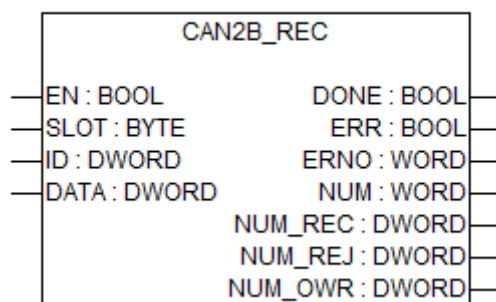 CAN2B_REC
EN : BOOL DONE : BOOL
SLOT : BYTE ERR : BOOL
ID : DWORD ERNO : WORD
DATA : DWORD NUM : WORD
NUM_REC : DWORD
NUM_REJ : DWORD
NUM_OWR : DWORD